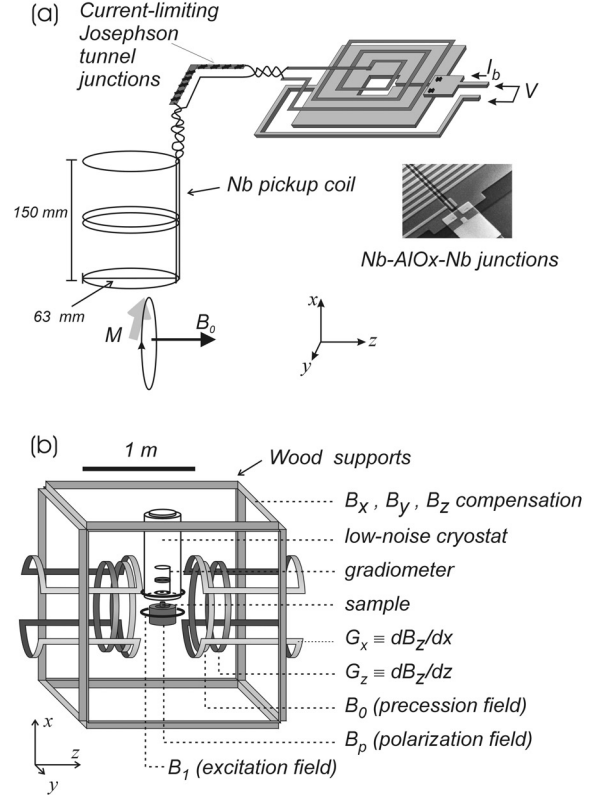 (a)
Current-limiting
Josephson
tunnel
junctions
I_b
V
Nb pickup coil
150 mm
63 mm
Nb-AlOx-Nb junctions
M
B_0
x
z
y
(b)
1 m
Wood supports
B_x , B_y , B_z compensation
low-noise cryostat
gradiometer
sample
G_x ≡ dB_z/dx
G_z ≡ dB_z/dz
B_0 (precession field)
B_p (polarization field)
B_1 (excitation field)
x
z
y